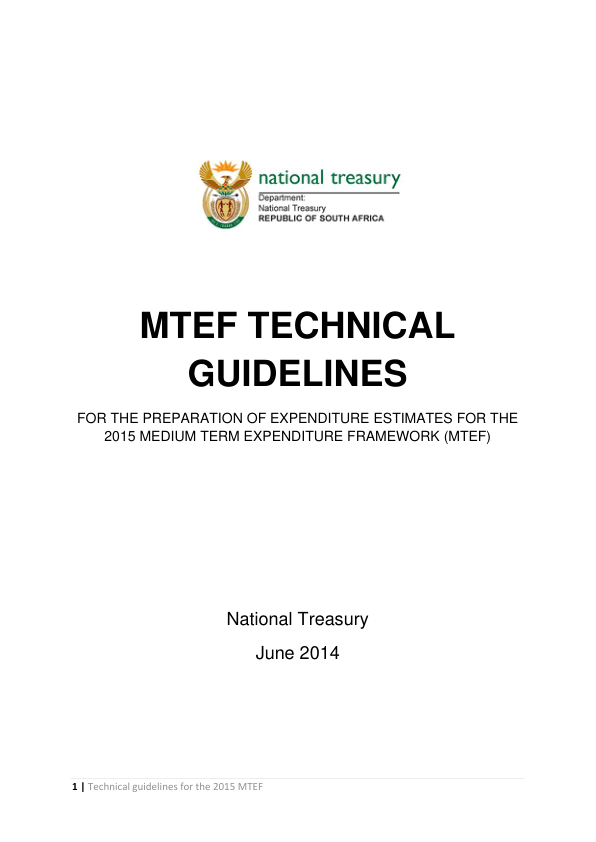 national treasury
Department:
National Treasury
REPUBLIC OF SOUTH AFRICA
MTEF TECHNICAL
GUIDELINES
FOR THE PREPARATION OF EXPENDITURE ESTIMATES FOR THE
2015 MEDIUM TERM EXPENDITURE FRAMEWORK (MTEF)
National Treasury
June 2014
1 | Technical guidelines for the 2015 MTEF